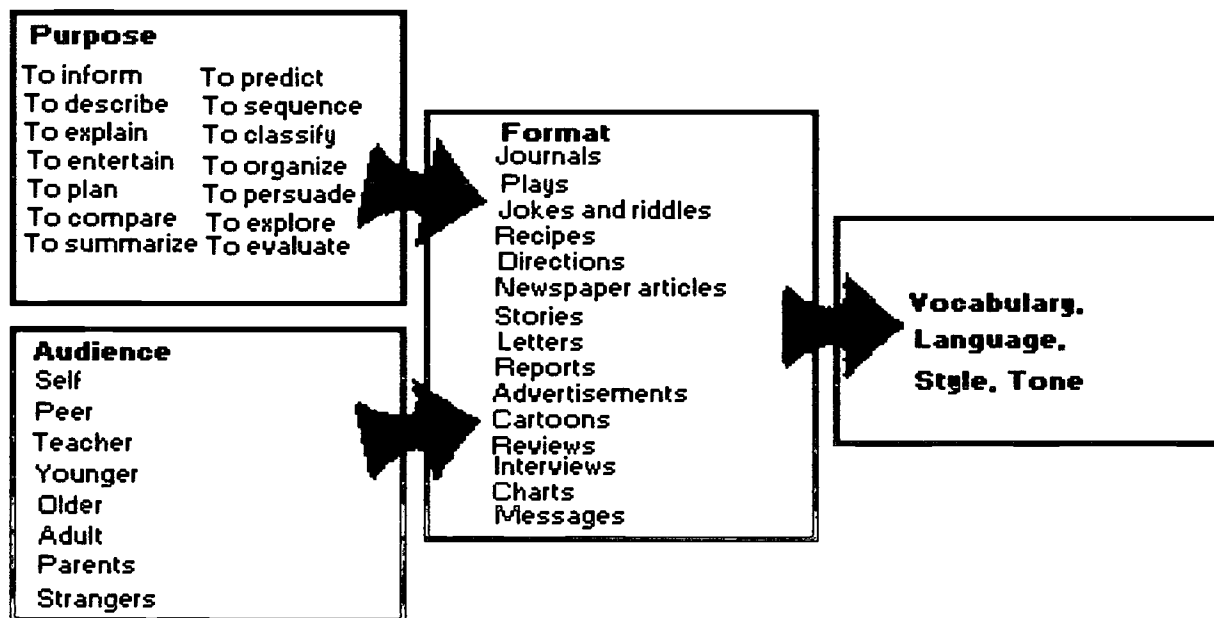 Purpose
To inform
To describe
To explain
To entertain
To plan
To compare
To summarize
To predict
To sequence
To classify
To organize
To persuade
To explore
To evaluate
Audience
Self
Peer
Teacher
Younger
Older
Adult
Parents
Strangers
Format
Journals
Plays
Jokes and riddles
Recipes
Directions
Newspaper articles
Stories
Letters
Reports
Advertisements
Cartoons
Reviews
Interviews
Charts
Messages
Vocabulary,
Language,
Style, Tone